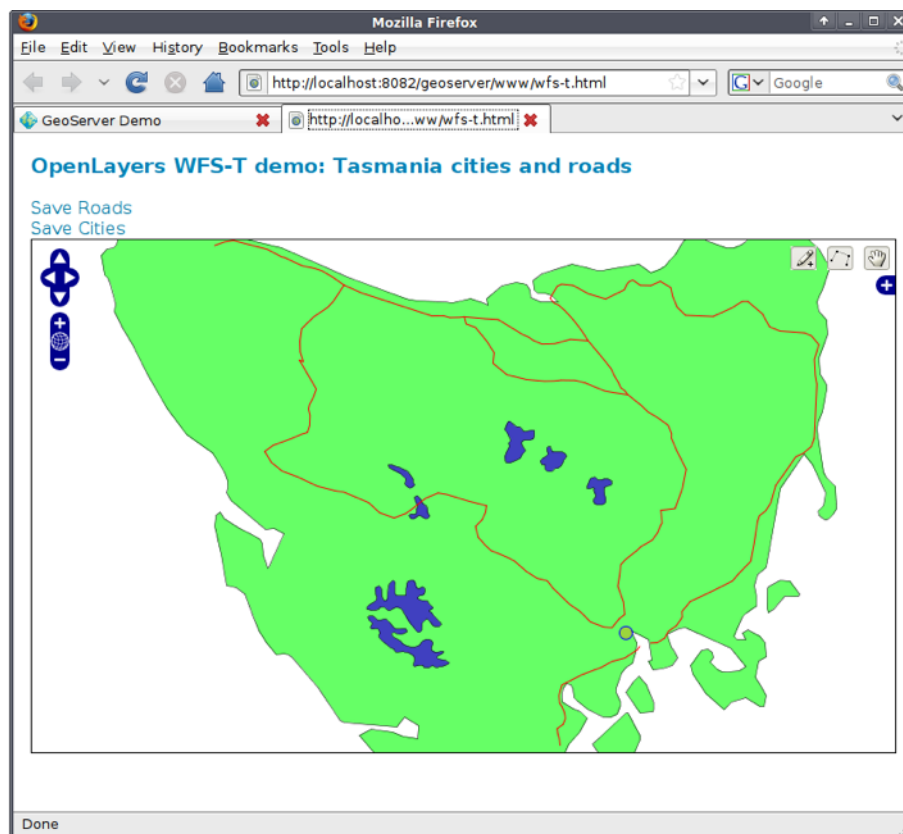 Mozilla Firefox
File Edit View History Bookmarks Tools Help
http://localhost:8082/geoserver/www/wfs-t.html G Google
GeoServer Demo http://localho...ww/wfs-t.html
OpenLayers WFS-T demo: Tasmania cities and roads
Save Roads
Save Cities
Done